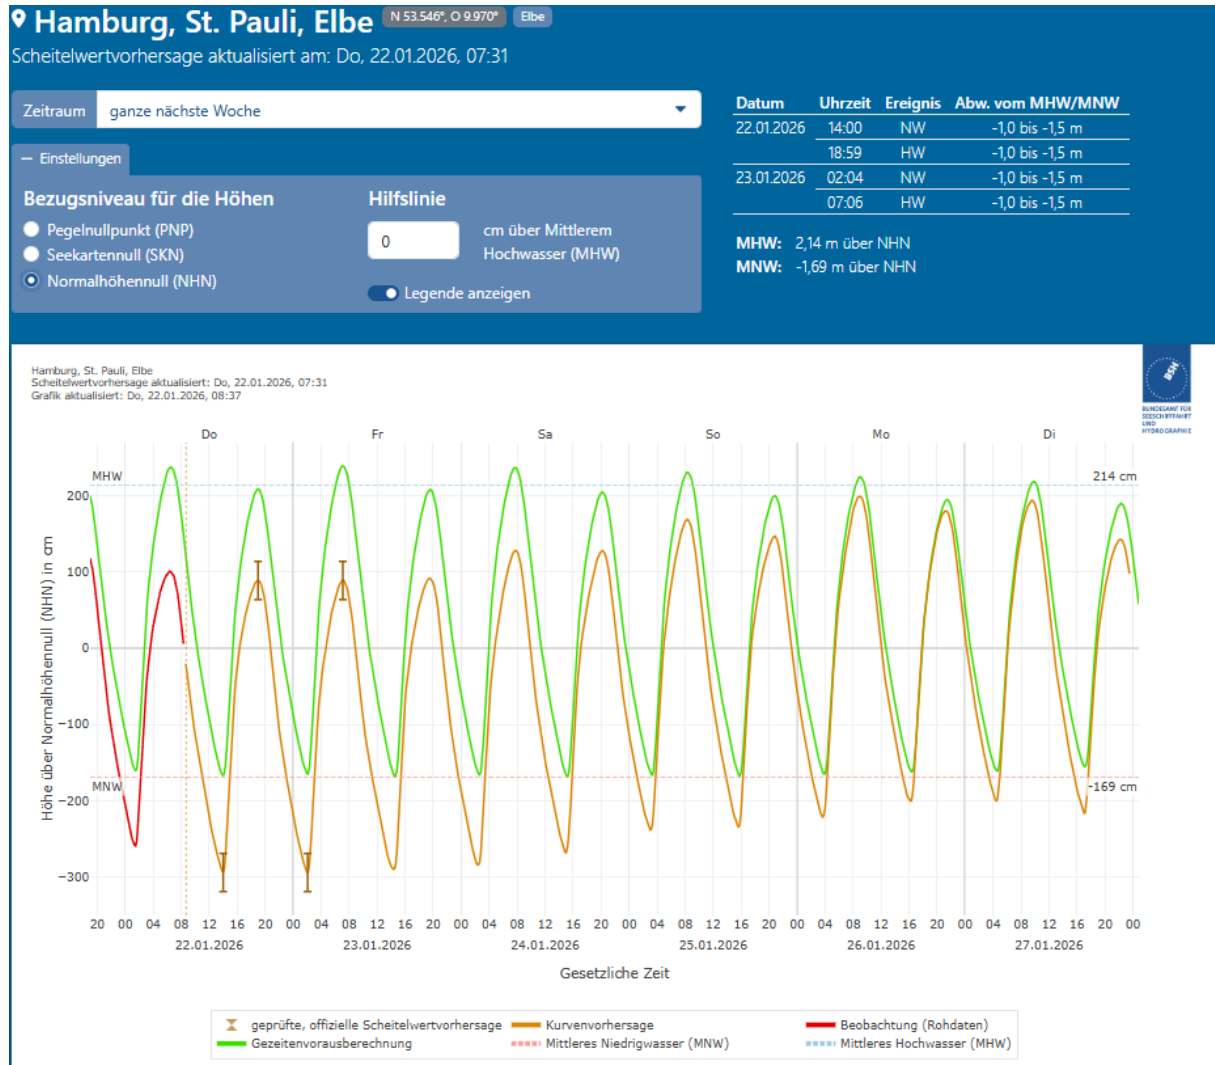 Hamburg, St. Pauli, Elbe N 53.546°, O 9.970° Elbe
Scheitelwertvorhersage aktualisiert am: Do, 22.01.2026, 07:31
Zeitraum ganze nächste Woche
− Einstellungen
Bezugsniveau für die Höhen
Pegelnullpunkt (PNP)
Seekartennull (SKN)
Normalhöhennull (NHN)
Hilfslinie
0 cm über Mittlerem
Hochwasser (MHW)
Legende anzeigen
Datum Uhrzeit Ereignis Abw. vom MHW/MNW
22.01.2026 14:00 NW -1,0 bis -1,5 m
18:59 HW -1,0 bis -1,5 m
23.01.2026 02:04 NW -1,0 bis -1,5 m
07:06 HW -1,0 bis -1,5 m
MHW: 2,14 m über NHN
MNW: -1,69 m über NHN
Hamburg, St. Pauli, Elbe
Scheitelwertvorhersage aktualisiert: Do, 22.01.2026, 07:31
Grafik aktualisiert: Do, 22.01.2026, 08:37
BSH
BUNDESAMT FÜR
SEESCHIFFFAHRT
UND
HYDROGRAPHIE
Do Fr Sa So Mo Di
MHW 214 cm
200
100
0
−100
MNW -169 cm
−200
−300
Höhe über Normalhöhennull (NHN) in cm
20 00 04 08 12 16 20 00 04 08 12 16 20 00 04 08 12 16 20 00 04 08 12 16 20 00 04 08 12 16 20 00 04 08 12 16 20 00
22.01.2026 23.01.2026 24.01.2026 25.01.2026 26.01.2026 27.01.2026
Gesetzliche Zeit
geprüfte, offizielle Scheitelwertvorhersage Kurvenvorhersage Beobachtung (Rohdaten)
Gezeitenvorausberechnung Mittleres Niedrigwasser (MNW) Mittleres Hochwasser (MHW)